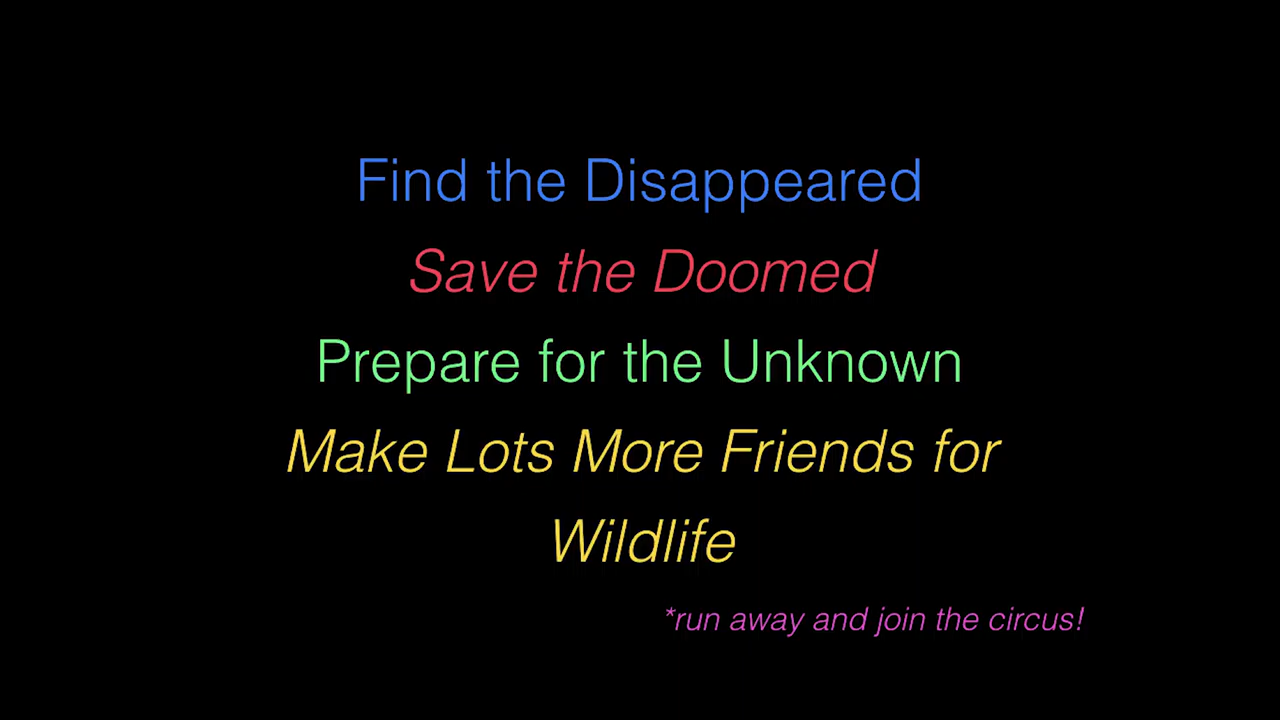 Find the Disappeared
Save the Doomed
Prepare for the Unknown
Make Lots More Friends for
Wildlife
*run away and join the circus!